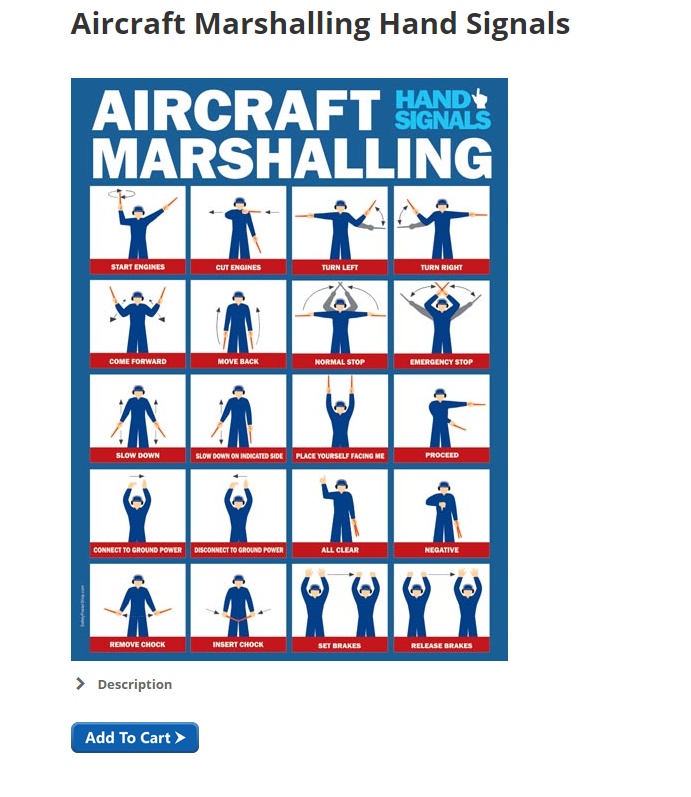 Aircraft Marshalling Hand Signals
AIRCRAFT HAND
SIGNALS
MARSHALLING
START ENGINES
CUT ENGINES
TURN LEFT
TURN RIGHT
COME FORWARD
MOVE BACK
NORMAL STOP
EMERGENCY STOP
SLOW DOWN
SLOW DOWN ON INDICATED SIDE
PLACE YOURSELF FACING ME
PROCEED
CONNECT TO GROUND POWER
DISCONNECT TO GROUND POWER
ALL CLEAR
NEGATIVE
REMOVE CHOCK
INSERT CHOCK
SET BRAKES
RELEASE BRAKES
Description
Add To Cart